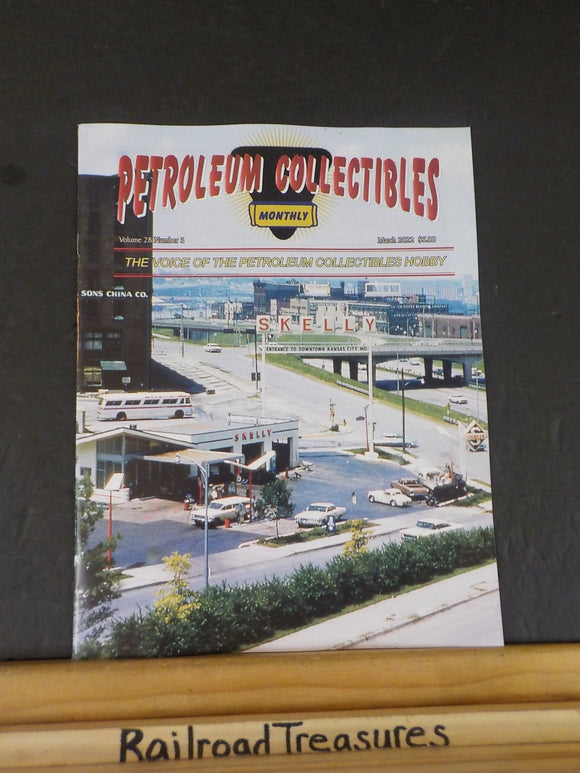 PETROLEUM COLLECTIBLES
MONTHLY
Volume 28 Number 3 March 2022 $5.00
THE VOICE OF THE PETROLEUM COLLECTIBLES HOBBY
SONS CHINA CO.
SKELLY
ENTRANCE TO DOWNTOWN KANSAS CITY, MO.
SKELLY
RailroadTreasures